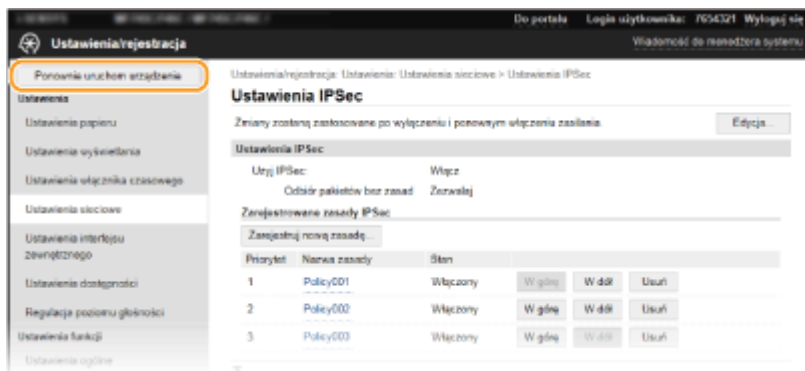 Do portalu Login użytkownika: 7654321 Wyloguj się
Ustawienia/rejestracja
Wiadomość do menedżera systemu
Ponownie uruchom urządzenie
Ustawienia/rejestracja: Ustawienia: Ustawienia sieciowe > Ustawienia IPSec
Ustawienia
Ustawienia IPSec
Ustawienia papieru
Zmiany zostaną zastosowane po wyłączeniu i ponownym włączeniu zasilania.
Edycja...
Ustawienia wyświetlania
Ustawienia IPSec
Ustawienia włącznika czasowego
Użyj IPSec: Włącz
Odbiór pakietów bez zasad Zezwalaj
Ustawienia sieciowe
Zarejestrowane zasady IPSec
Ustawienia interfejsu
zewnętrznego
Zarejestruj nową zasadę...
Priorytet Nazwa zasady Stan
Ustawienia dostępności
1 Policy001 Włączony W górę W dół Usuń
Regulacja poziomu głośności
2 Policy002 Włączony W górę W dół Usuń
Ustawienia funkcji
3 Policy003 Włączony W górę W dół Usuń
Ustawienia ogólne